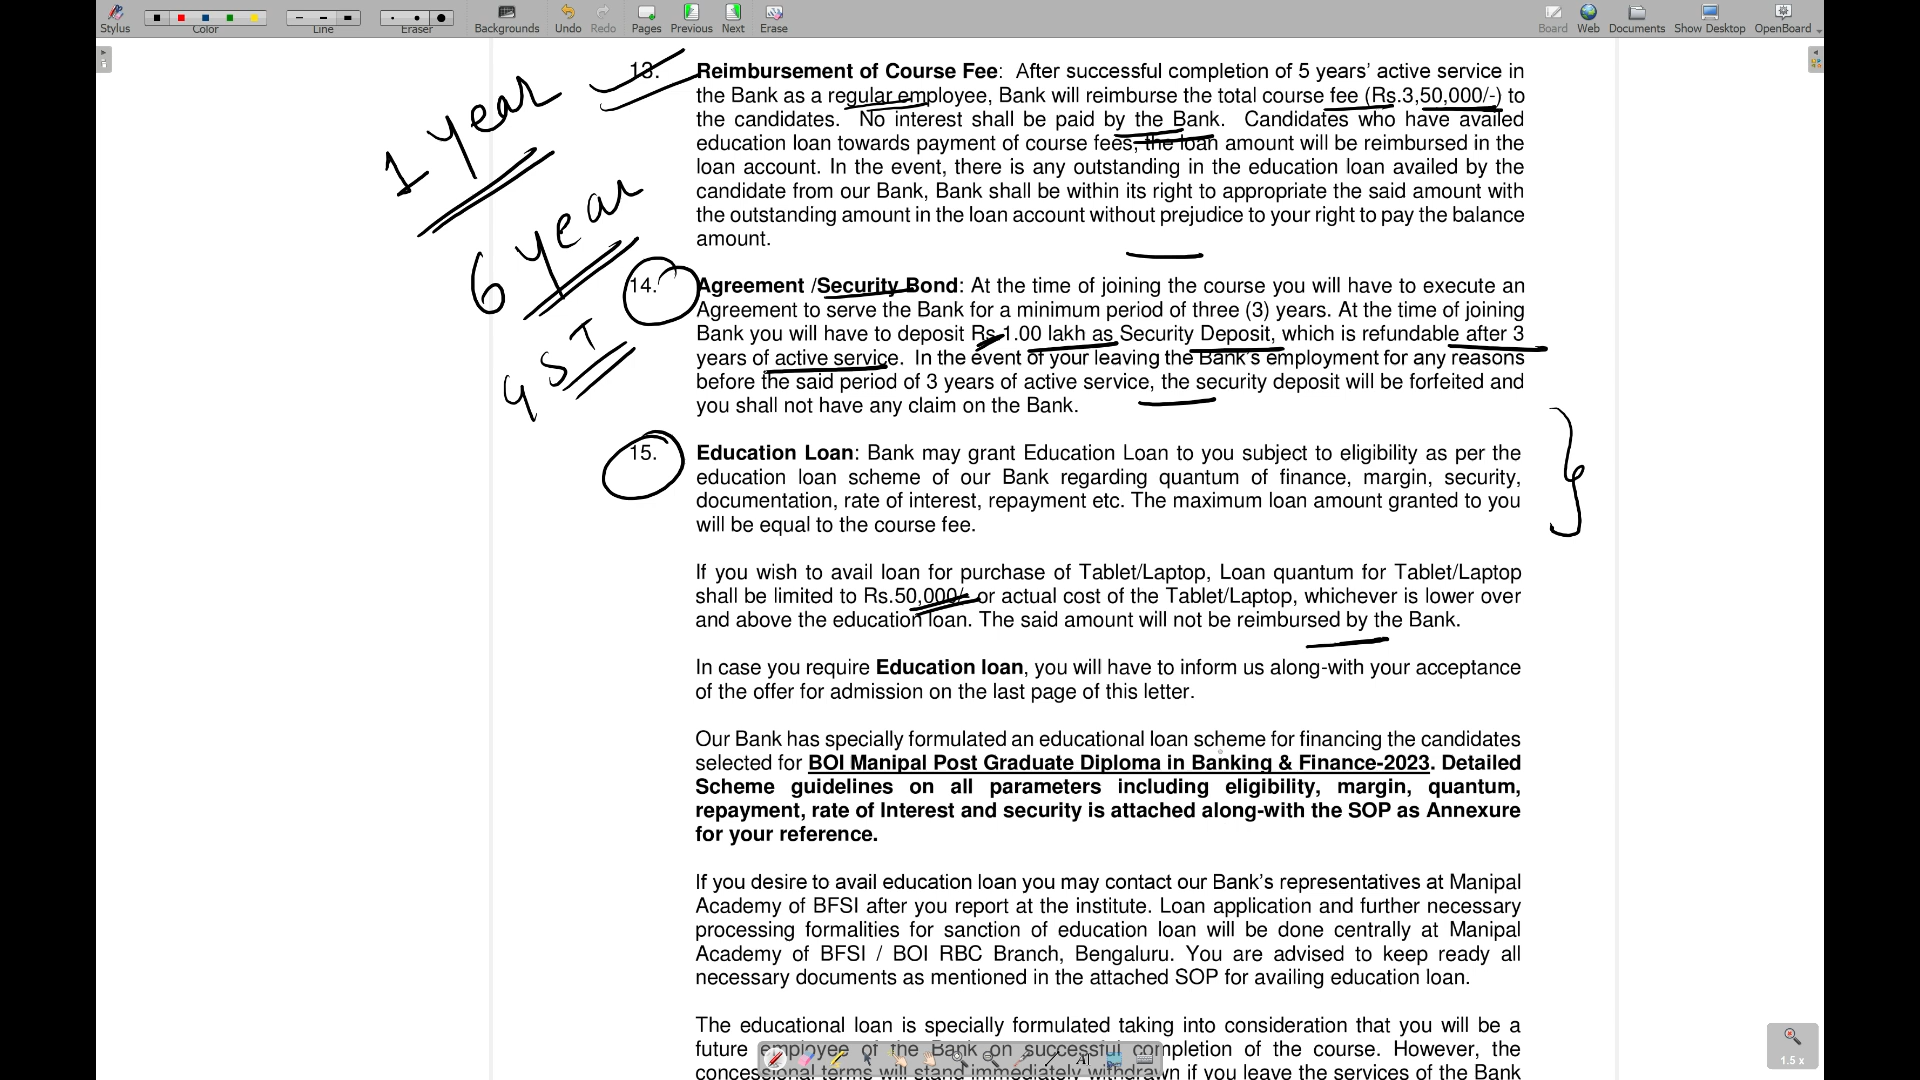 Stylus
Color
Line
Eraser
Backgrounds
Undo
Redo
Pages
Previous
Next
Erase
Board
Web
Documents
Show Desktop
OpenBoard
1 year
6 year
13. Reimbursement of Course Fee: After successful completion of 5 years' active service in
the Bank as a regular employee, Bank will reimburse the total course fee (Rs.3,50,000/-) to
the candidates. No interest shall be paid by the Bank. Candidates who have availed
education loan towards payment of course fees, the loan amount will be reimbursed in the
loan account. In the event, there is any outstanding in the education loan availed by the
candidate from our Bank, Bank shall be within its right to appropriate the said amount with
the outstanding amount in the loan account without prejudice to your right to pay the balance
amount.
14. Agreement /Security Bond: At the time of joining the course you will have to execute an
Agreement to serve the Bank for a minimum period of three (3) years. At the time of joining
Bank you will have to deposit Rs.1.00 lakh as Security Deposit, which is refundable after 3
years of active service. In the event of your leaving the Bank's employment for any reasons
before the said period of 3 years of active service, the security deposit will be forfeited and
you shall not have any claim on the Bank.
15. Education Loan: Bank may grant Education Loan to you subject to eligibility as per the
education loan scheme of our Bank regarding quantum of finance, margin, security,
documentation, rate of interest, repayment etc. The maximum loan amount granted to you
will be equal to the course fee.
If you wish to avail loan for purchase of Tablet/Laptop, Loan quantum for Tablet/Laptop
shall be limited to Rs.50,000/- or actual cost of the Tablet/Laptop, whichever is lower over
and above the education loan. The said amount will not be reimbursed by the Bank.
In case you require Education loan, you will have to inform us along-with your acceptance
of the offer for admission on the last page of this letter.
Our Bank has specially formulated an educational loan scheme for financing the candidates
selected for BOI Manipal Post Graduate Diploma in Banking & Finance-2023. Detailed
Scheme guidelines on all parameters including eligibility, margin, quantum,
repayment, rate of Interest and security is attached along-with the SOP as Annexure
for your reference.
If you desire to avail education loan you may contact our Bank's representatives at Manipal
Academy of BFSI after you report at the institute. Loan application and further necessary
processing formalities for sanction of education loan will be done centrally at Manipal
Academy of BFSI / BOI RBC Branch, Bengaluru. You are advised to keep ready all
necessary documents as mentioned in the attached SOP for availing education loan.
The educational loan is specially formulated taking into consideration that you will be a
future employee of the Bank on successful completion of the course. However, the
concessional terms will stand immediately withdrawn if you leave the services of the Bank
1.5 x